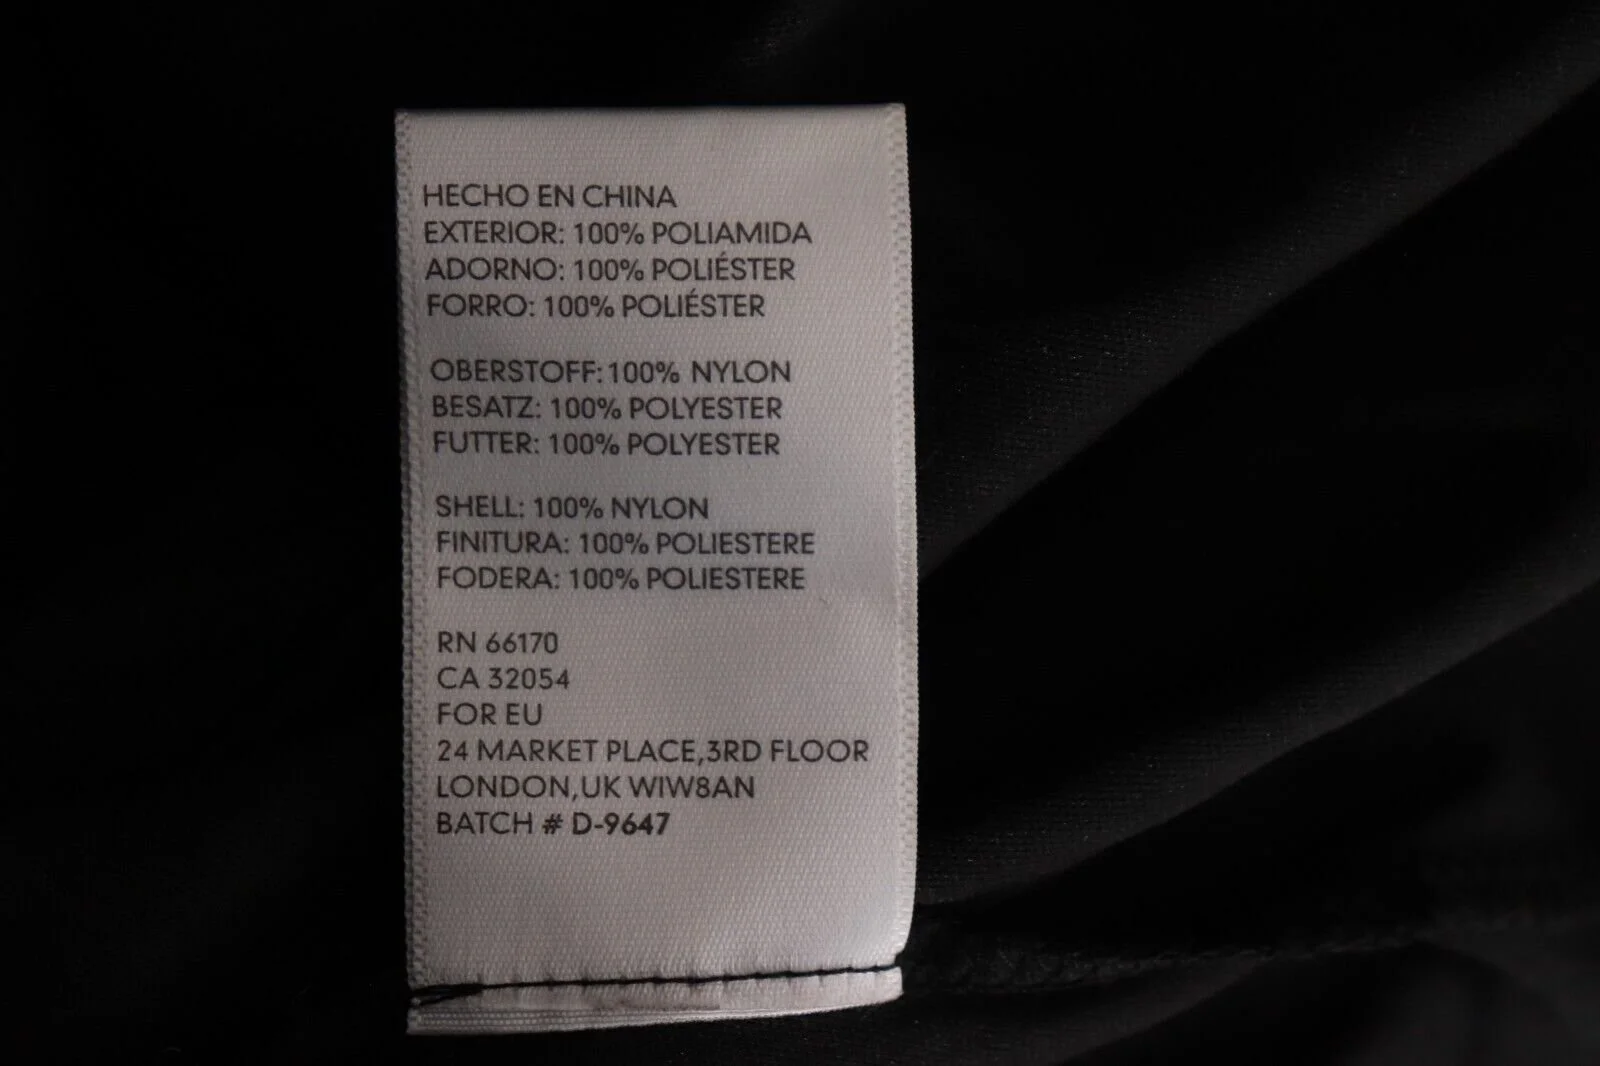 HECHO EN CHINA
EXTERIOR: 100% POLIAMIDA
ADORNO: 100% POLIÉSTER
FORRO: 100% POLIÉSTER
OBERSTOFF: 100% NYLON
BESATZ: 100% POLYESTER
FUTTER: 100% POLYESTER
SHELL: 100% NYLON
FINITURA: 100% POLIESTERE
FODERA: 100% POLIESTERE
RN 66170
CA 32054
FOR EU
24 MARKET PLACE,3RD FLOOR
LONDON,UK WIW8AN
BATCH # D-9647